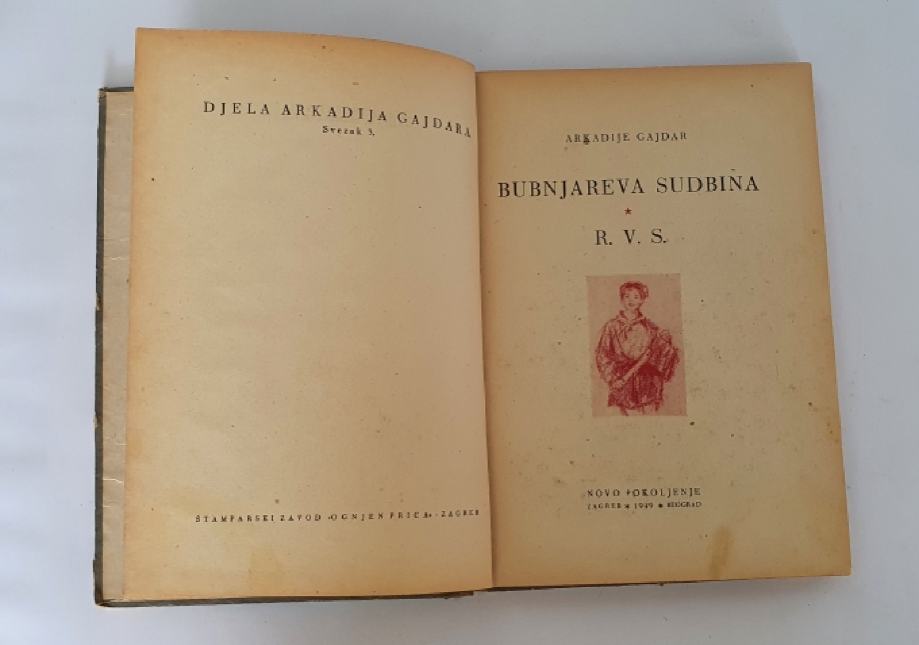 DJELA ARKADIJA GAJDARA
Svezak 3.
ŠTAMPARSKI ZAVOD »OGNJEN PRICA« - ZAGREB
ARKADIJE GAJDAR
BUBNJAREVA SUDBINA
★
R. V. S.
NOVO POKOLJENJE
ZAGREB ★ 1949 ★ BEOGRAD